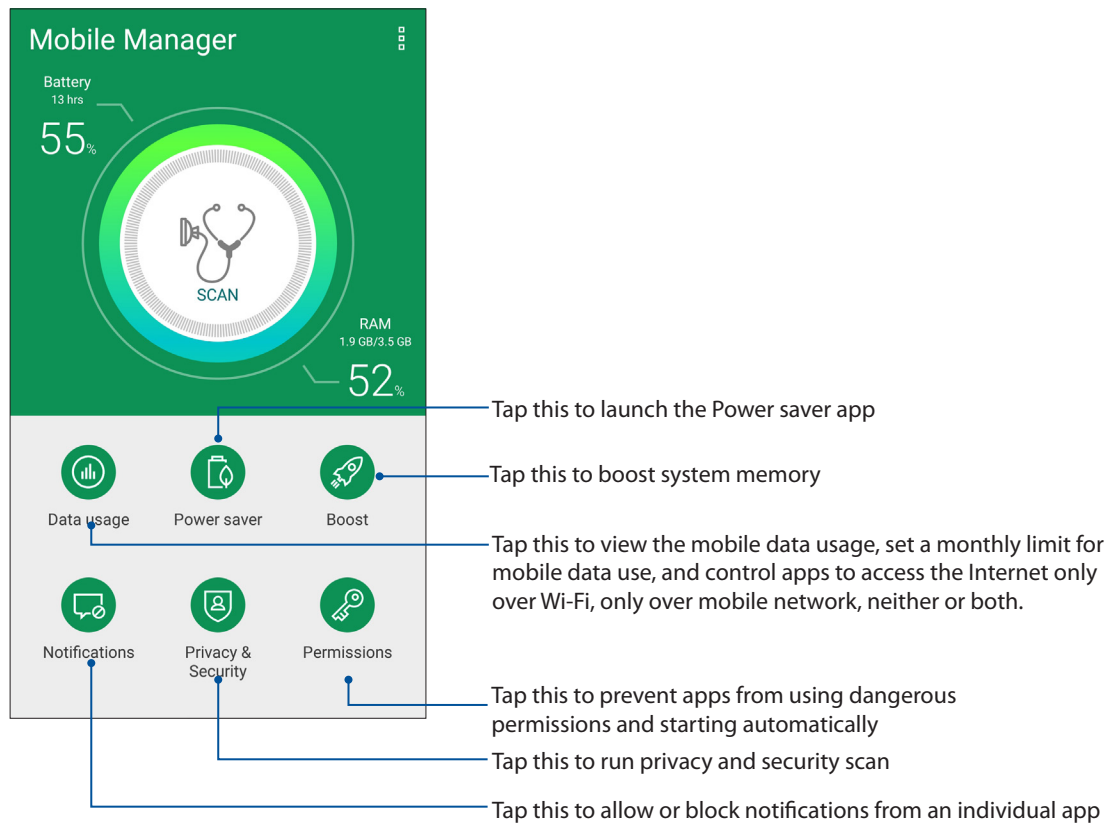 Mobile Manager
Battery
13 hrs
55%
SCAN
RAM
1.9 GB/3.5 GB
52%
Tap this to launch the Power saver app
Tap this to boost system memory
Data usage
Power saver
Boost
Tap this to view the mobile data usage, set a monthly limit for
mobile data use, and control apps to access the Internet only
over Wi-Fi, only over mobile network, neither or both.
Notifications
Privacy &
Security
Permissions
Tap this to prevent apps from using dangerous
permissions and starting automatically
Tap this to run privacy and security scan
Tap this to allow or block notifications from an individual app